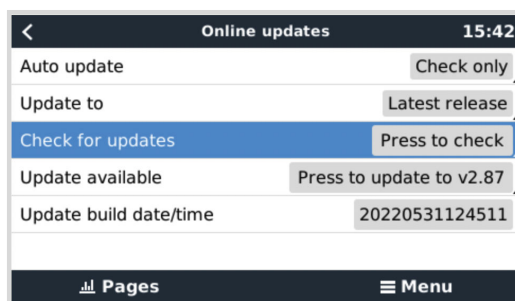 Online updates 15:42
Auto update Check only
Update to Latest release
Check for updates Press to check
Update available Press to update to v2.87
Update build date/time 20220531124511
Pages Menu